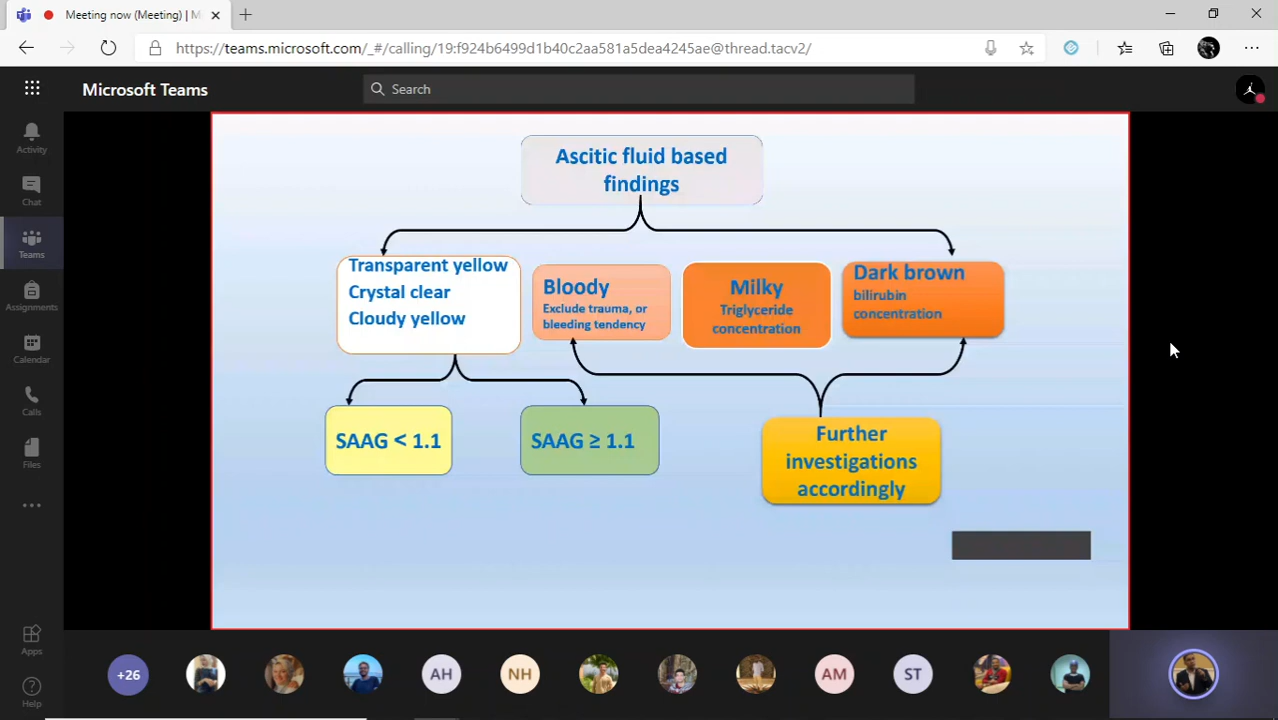 Meeting now (Meeting) | M
https://teams.microsoft.com/_#/calling/19:f924b6499d1b40c2aa581a5dea4245ae@thread.tacv2/
Microsoft Teams
Search
Activity
Chat
Teams
Assignments
Calendar
Calls
Files
Apps
Help
Ascitic fluid based
findings
Transparent yellow
Crystal clear
Cloudy yellow
Bloody
Exclude trauma, or
bleeding tendency
Milky
Triglyceride
concentration
Dark brown
bilirubin
concentration
SAAG < 1.1
SAAG ≥ 1.1
Further
investigations
accordingly
+26
AH
NH
AM
ST